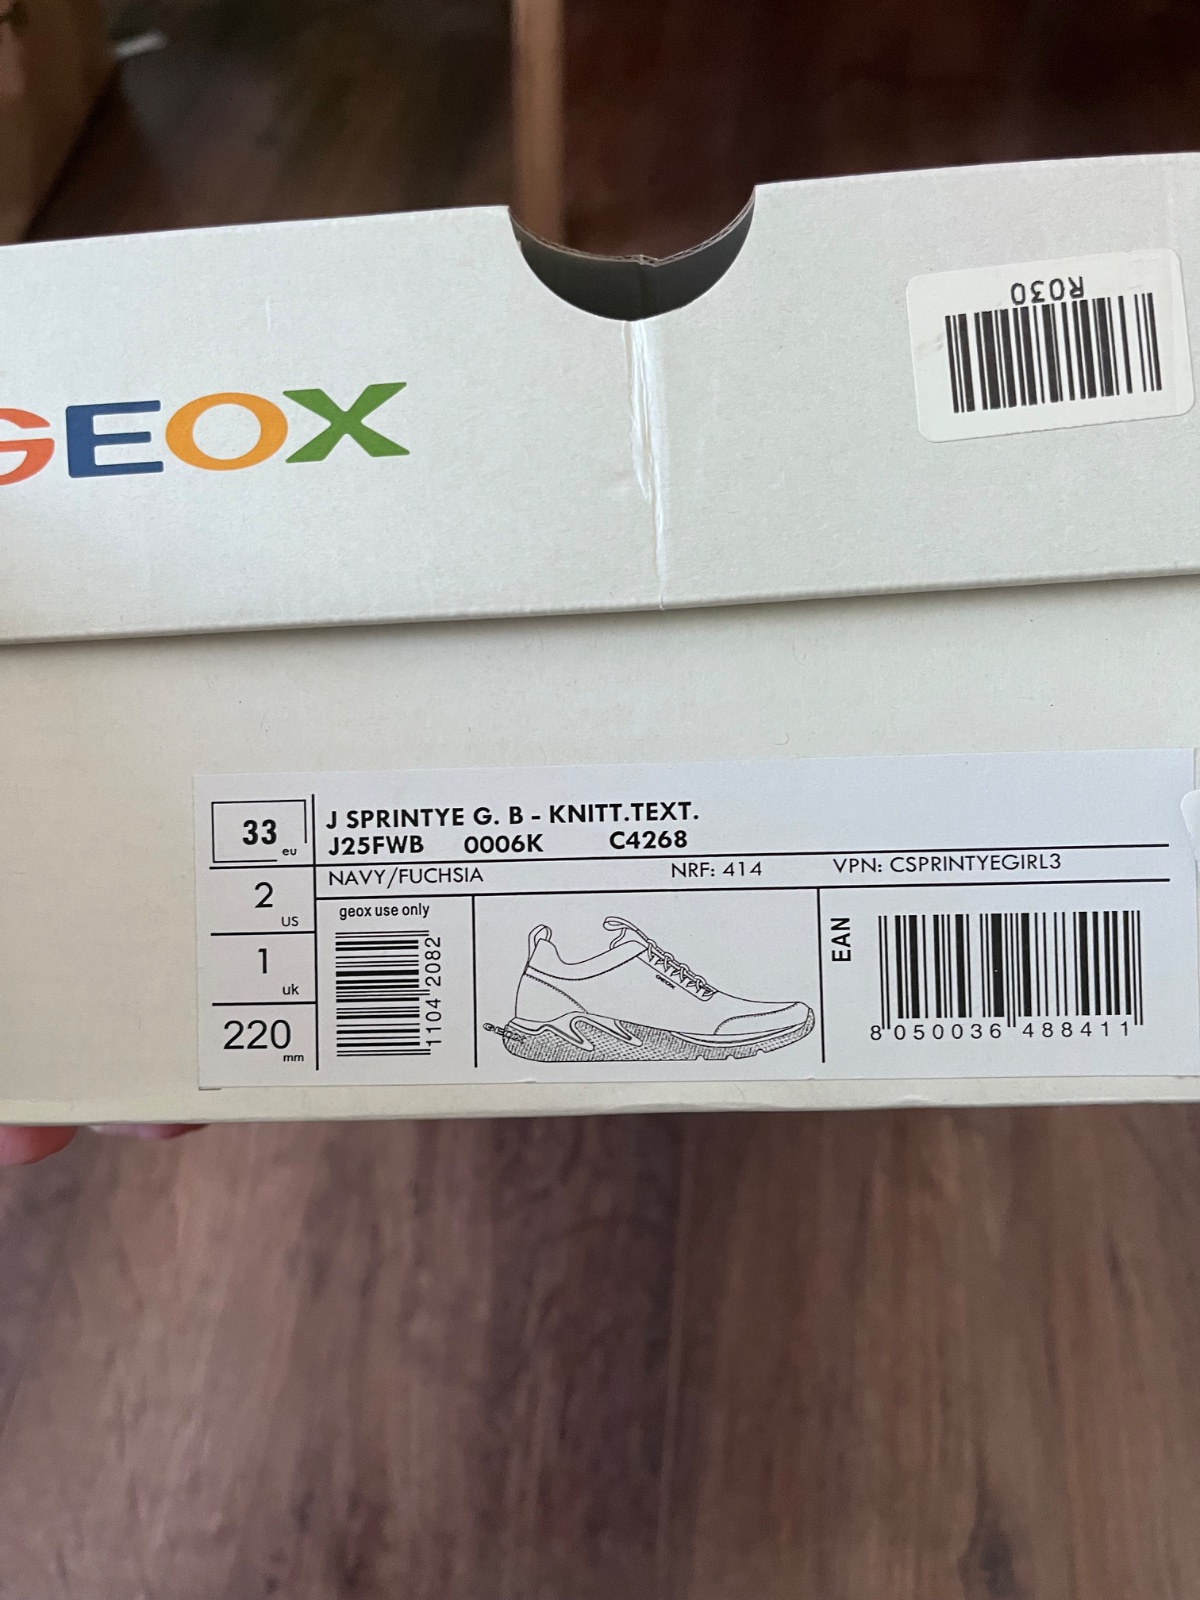 R030
GEOX
33 eu
J SPRINTYE G. B - KNITT.TEXT.
J25FWB 0006K C4268
2 US
NAVY/FUCHSIA NRF: 414 VPN: CSPRINTYEGIRL3
1 uk
220 mm
geox use only
1104 2082
GEOX
EAN
8 050036 488411